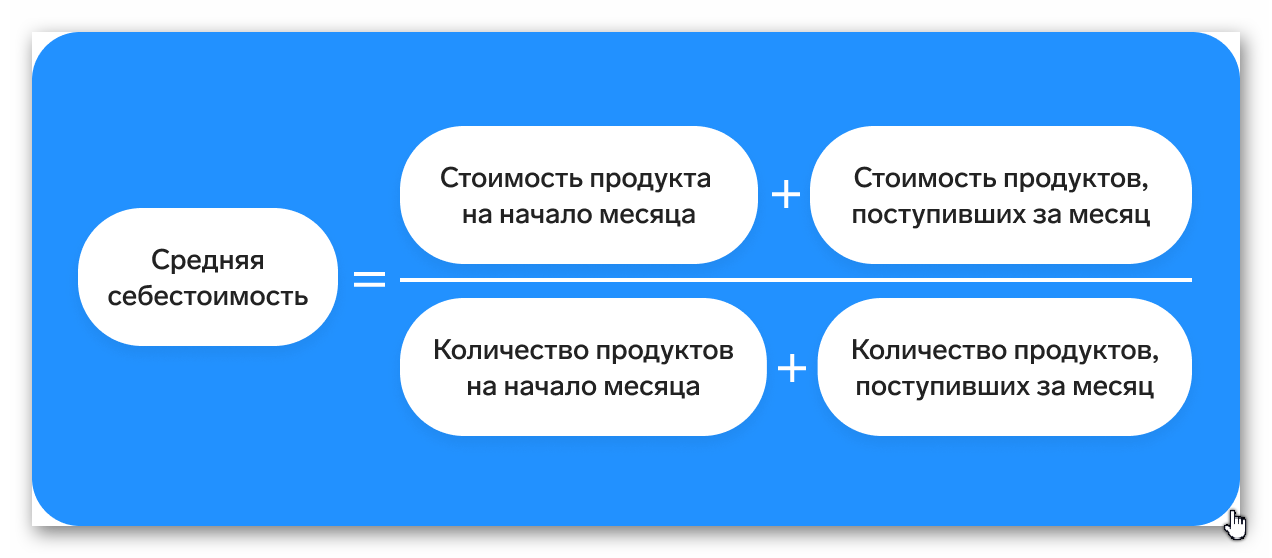 Средняя
себестоимость
=
Стоимость продукта
на начало месяца
+
Стоимость продуктов,
поступивших за месяц
Количество продуктов
на начало месяца
+
Количество продуктов,
поступивших за месяц